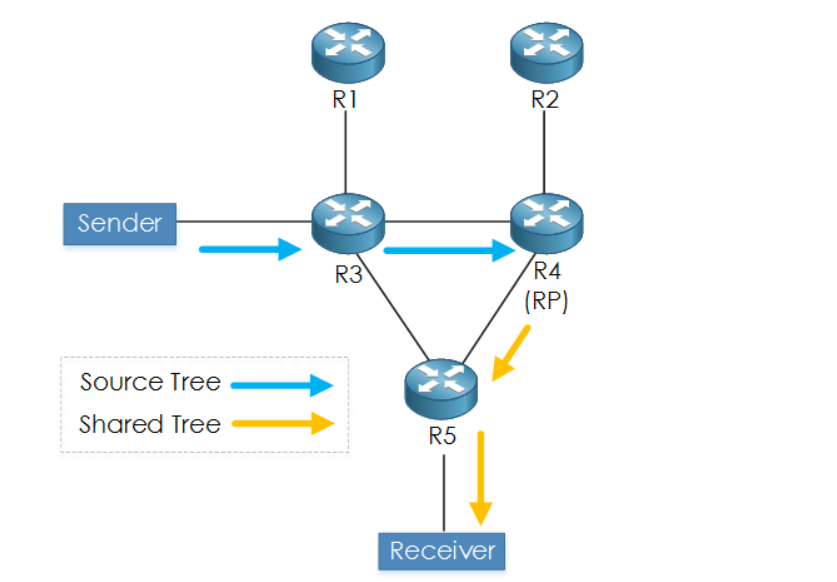 R1
R2
Sender
R3
R4
(RP)
Source Tree
Shared Tree
R5
Receiver